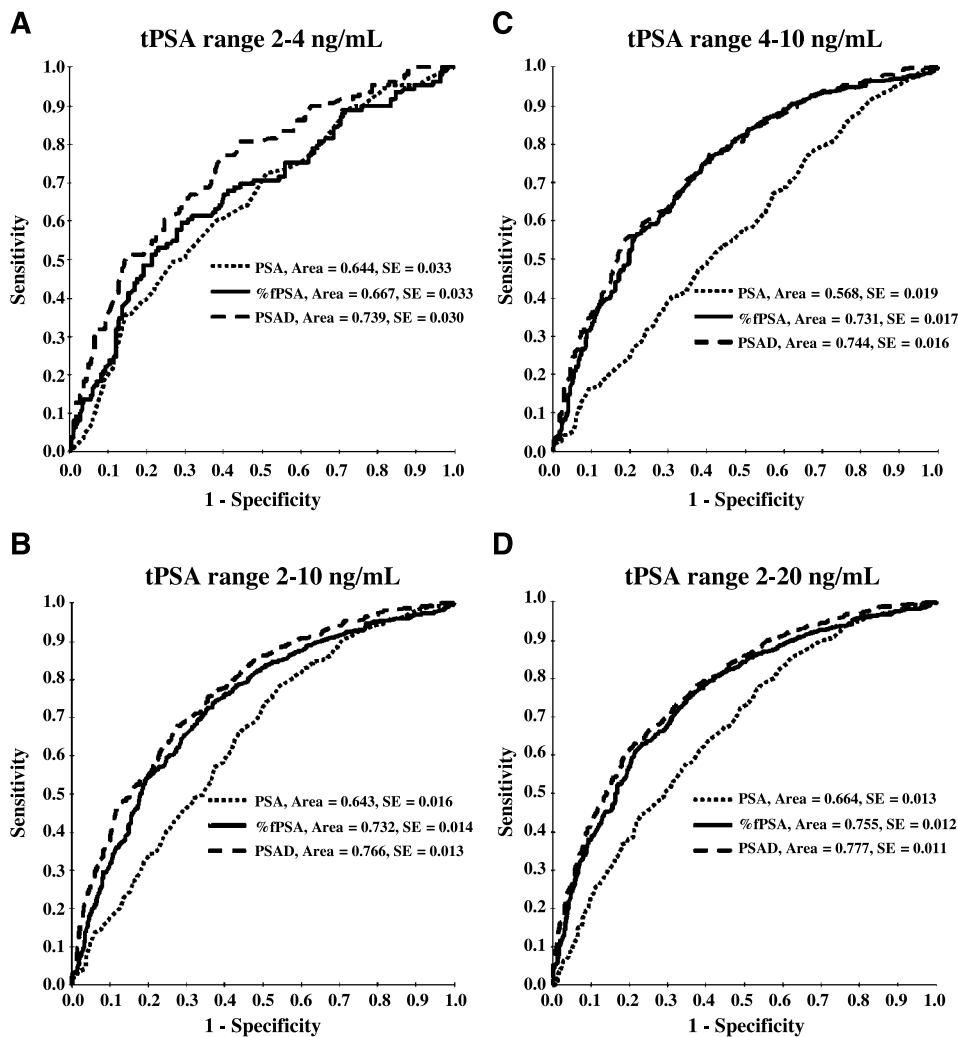 A
tPSA range 2-4 ng/mL
1.0
0.9
0.8
0.7
0.6
0.5
0.4
0.3
0.2
0.1
0.0
Sensitivity
PSA, Area = 0.644, SE = 0.033
%fPSA, Area = 0.667, SE = 0.033
PSAD, Area = 0.739, SE = 0.030
0.0 0.1 0.2 0.3 0.4 0.5 0.6 0.7 0.8 0.9 1.0
1 - Specificity
C
tPSA range 4-10 ng/mL
1.0
0.9
0.8
0.7
0.6
0.5
0.4
0.3
0.2
0.1
0.0
Sensitivity
PSA, Area = 0.568, SE = 0.019
%fPSA, Area = 0.731, SE = 0.017
PSAD, Area = 0.744, SE = 0.016
0.0 0.1 0.2 0.3 0.4 0.5 0.6 0.7 0.8 0.9 1.0
1 - Specificity
B
tPSA range 2-10 ng/mL
1.0
0.9
0.8
0.7
0.6
0.5
0.4
0.3
0.2
0.1
0.0
Sensitivity
PSA, Area = 0.643, SE = 0.016
%fPSA, Area = 0.732, SE = 0.014
PSAD, Area = 0.766, SE = 0.013
0.0 0.1 0.2 0.3 0.4 0.5 0.6 0.7 0.8 0.9 1.0
1 - Specificity
D
tPSA range 2-20 ng/mL
1.0
0.9
0.8
0.7
0.6
0.5
0.4
0.3
0.2
0.1
0.0
Sensitivity
PSA, Area = 0.664, SE = 0.013
%fPSA, Area = 0.755, SE = 0.012
PSAD, Area = 0.777, SE = 0.011
0.0 0.1 0.2 0.3 0.4 0.5 0.6 0.7 0.8 0.9 1.0
1 - Specificity